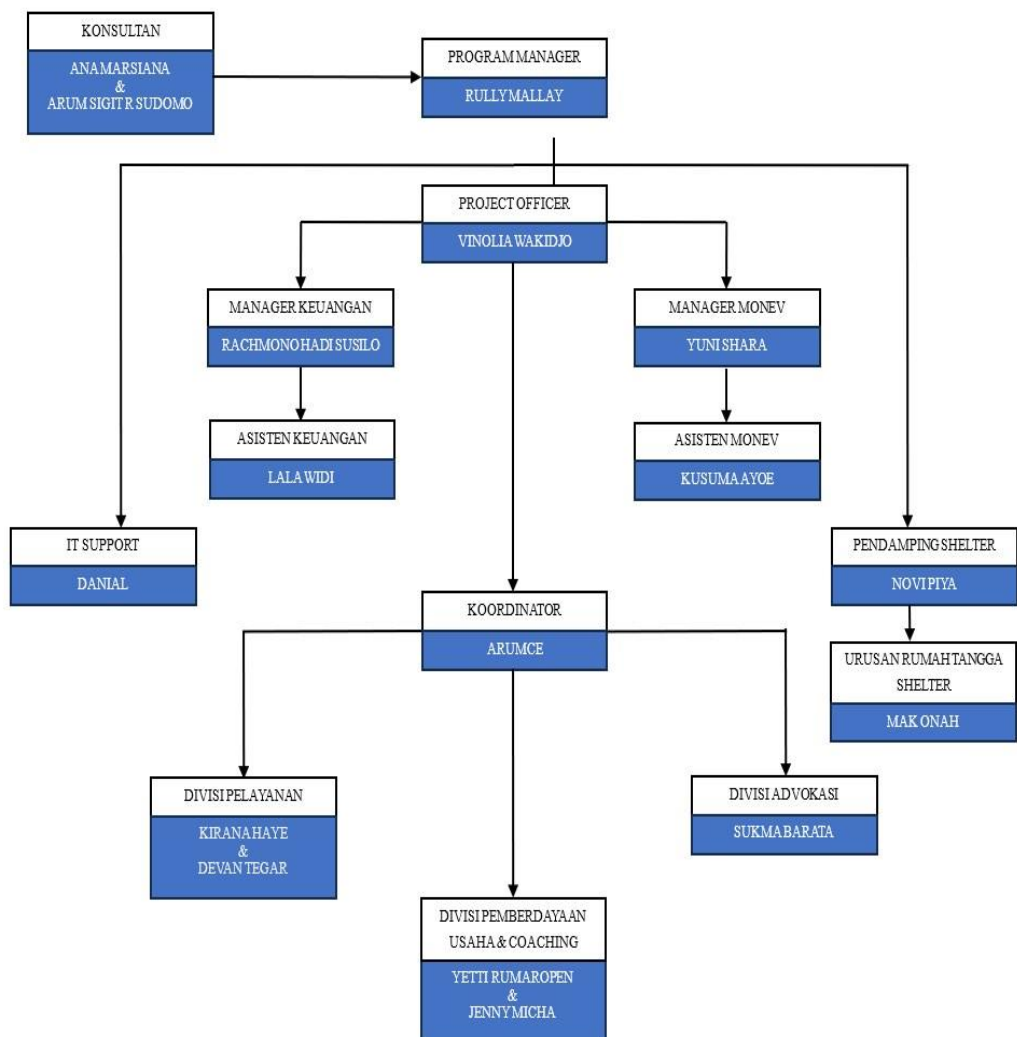 KONSULTAN
ANA MARSIANA
&
ARUM SIGIT R SUDOMO
PROGRAM MANAGER
RULLY MALLAY
PROJECT OFFICER
VINOLIA WAKIDJO
MANAGER KEUANGAN
RACHMONO HADI SUSILO
MANAGER MONEV
YUNI SHARA
ASISTEN KEUANGAN
LALA WIDI
ASISTEN MONEV
KUSUMA AYOE
IT SUPPORT
DANIAL
PENDAMPING SHELTER
NOVI PIYA
KOORDINATOR
ARUMCE
URUSAN RUMAH TANGGA
SHELTER
MAK ONAH
DIVISI PELAYANAN
KIRANA HAYE
&
DEVAN TEGAR
DIVISI ADVOKASI
SUKMA BARATA
DIVISI PEMBERDAYAAN
USAHA & COACHING
YETTI RUMAROPEN
&
JENNY MICHA